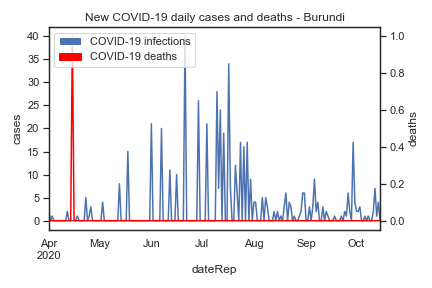 New COVID-19 daily cases and deaths - Burundi
COVID-19 infections
COVID-19 deaths
40
35
30
25
20
15
10
5
0
cases
1.0
0.8
0.6
0.4
0.2
0.0
deaths
Apr
2020
May
Jun
Jul
Aug
Sep
Oct
dateRep